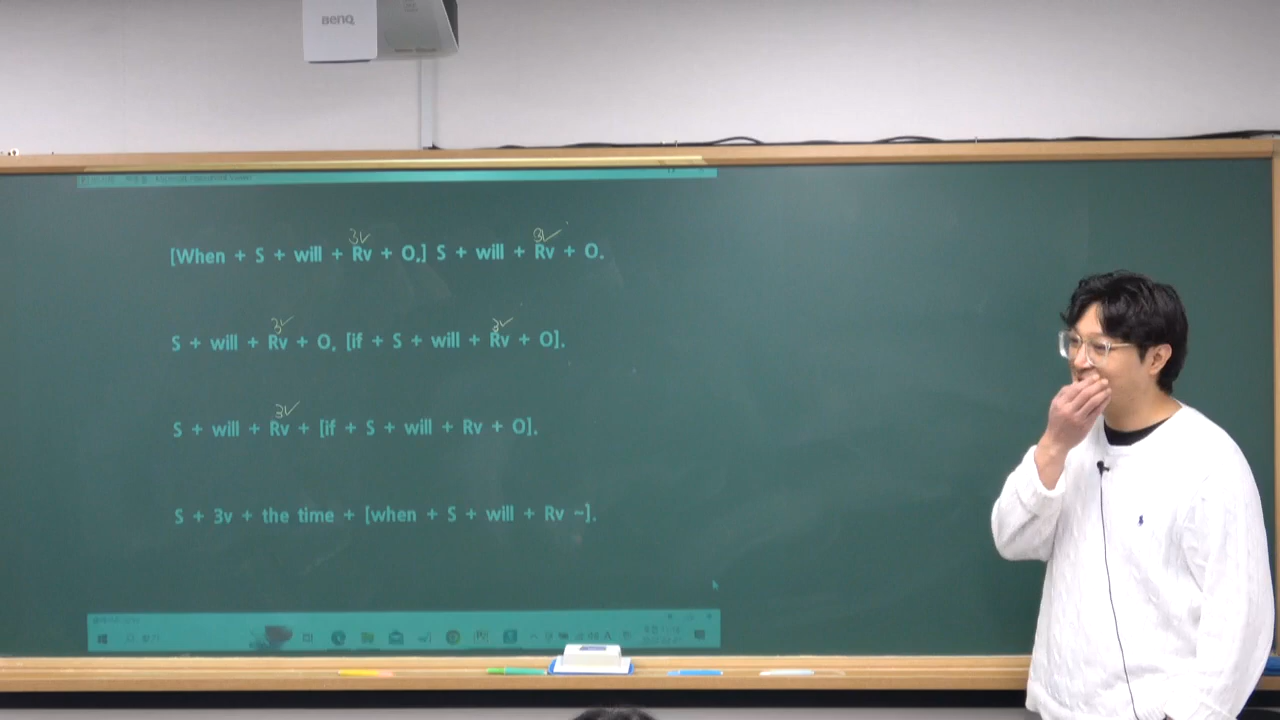 BenQ
3v 3v
[When + S + will + Rv + O,] S + will + Rv + O.
3v 3v
S + will + Rv + O, [if + S + will + Rv + O].
3v
S + will + Rv + [if + S + will + Rv + O].
S + 3v + the time + [when + S + will + Rv ~].